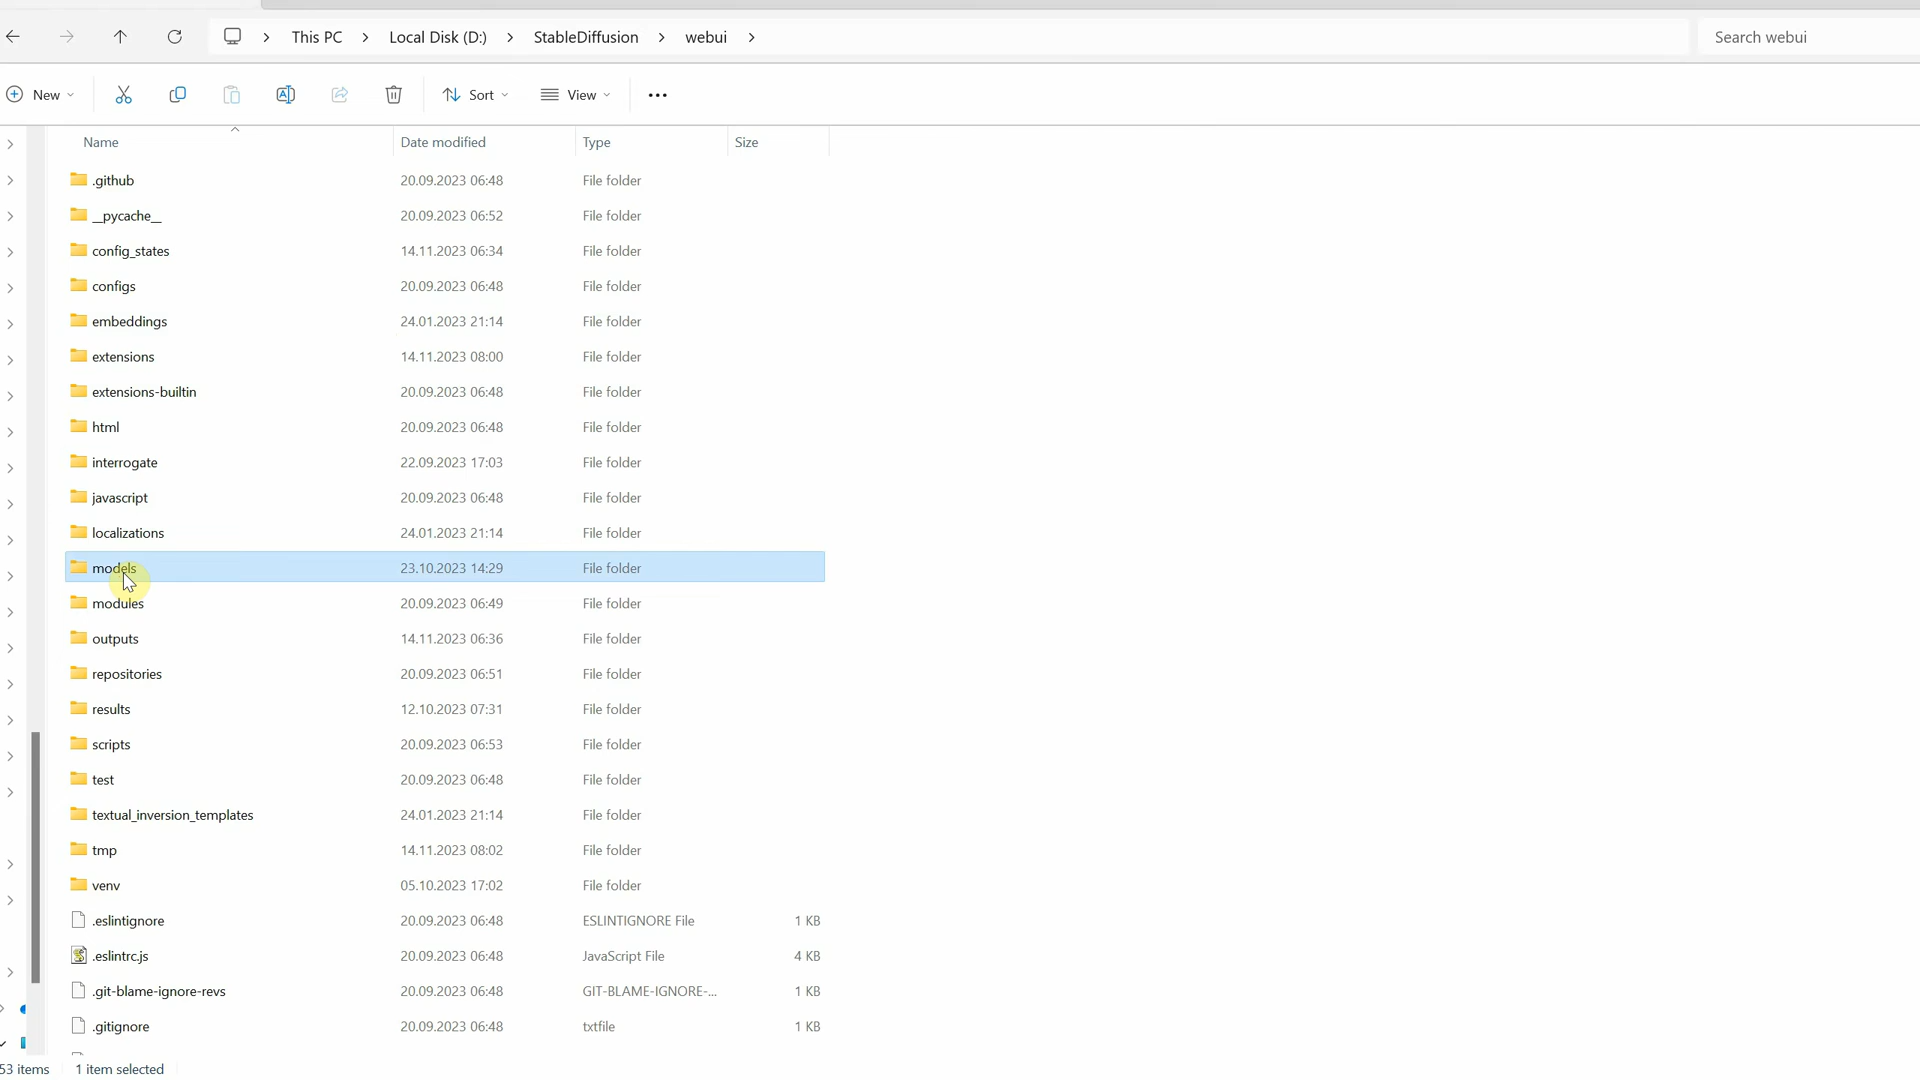 This PC > Local Disk (D:) > StableDiffusion > webui > Search webui
New Sort View
Name Date modified Type Size
.github 20.09.2023 06:48 File folder
__pycache__ 20.09.2023 06:52 File folder
config_states 14.11.2023 06:34 File folder
configs 20.09.2023 06:48 File folder
embeddings 24.01.2023 21:14 File folder
extensions 14.11.2023 08:00 File folder
extensions-builtin 20.09.2023 06:48 File folder
html 20.09.2023 06:48 File folder
interrogate 22.09.2023 17:03 File folder
javascript 20.09.2023 06:48 File folder
localizations 24.01.2023 21:14 File folder
models 23.10.2023 14:29 File folder
modules 20.09.2023 06:49 File folder
outputs 14.11.2023 06:36 File folder
repositories 20.09.2023 06:51 File folder
results 12.10.2023 07:31 File folder
scripts 20.09.2023 06:53 File folder
test 20.09.2023 06:48 File folder
textual_inversion_templates 24.01.2023 21:14 File folder
tmp 14.11.2023 08:02 File folder
venv 05.10.2023 17:02 File folder
.eslintignore 20.09.2023 06:48 ESLINTIGNORE File 1 KB
.eslintrc.js 20.09.2023 06:48 JavaScript File 4 KB
.git-blame-ignore-revs 20.09.2023 06:48 GIT-BLAME-IGNORE-... 1 KB
.gitignore 20.09.2023 06:48 txtfile 1 KB
53 items 1 item selected